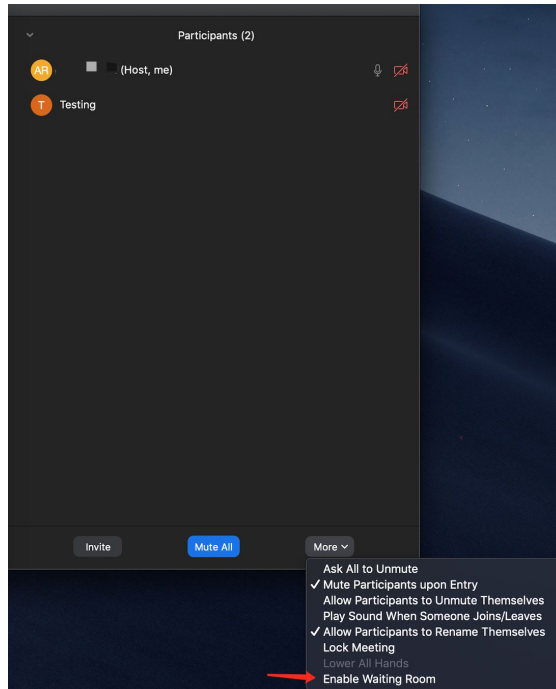 Participants (2)
AR (Host, me)
T Testing
Invite Mute All More
Ask All to Unmute
✓ Mute Participants upon Entry
Allow Participants to Unmute Themselves
Play Sound When Someone Joins/Leaves
✓ Allow Participants to Rename Themselves
Lock Meeting
Lower All Hands
Enable Waiting Room